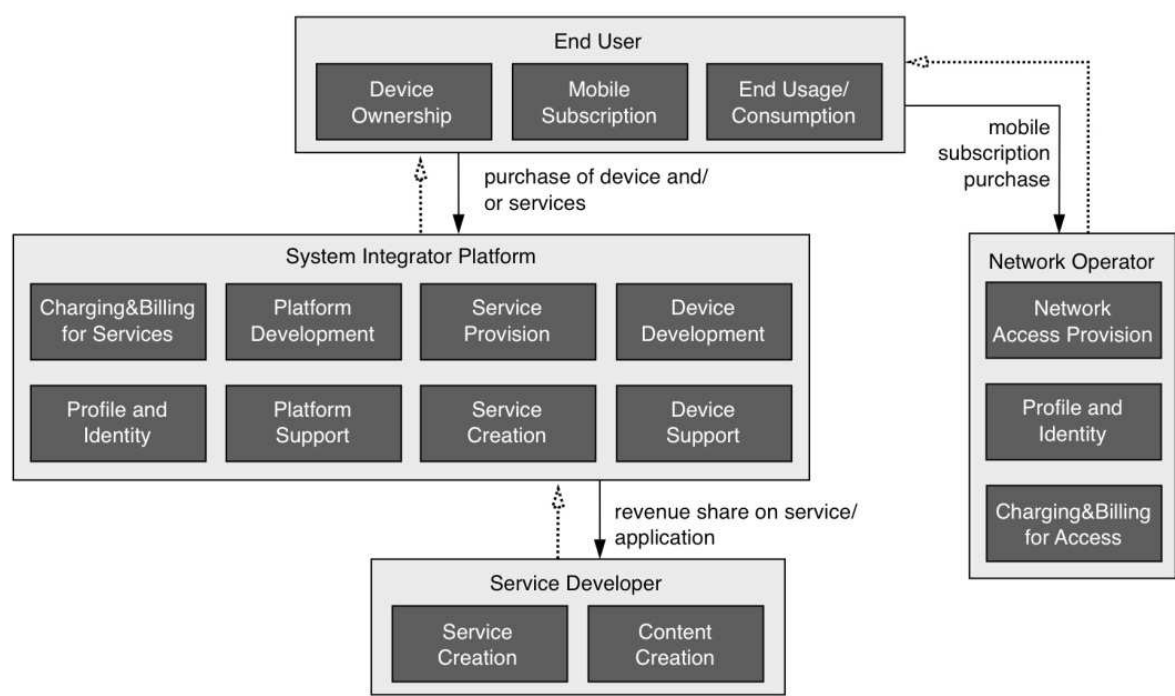 End User
Device
Ownership
Mobile
Subscription
End Usage/
Consumption
mobile
subscription
purchase
purchase of device and/
or services
System Integrator Platform
Charging&Billing
for Services
Platform
Development
Service
Provision
Device
Development
Profile and
Identity
Platform
Support
Service
Creation
Device
Support
Network Operator
Network
Access Provision
Profile and
Identity
Charging&Billing
for Access
revenue share on service/
application
Service Developer
Service
Creation
Content
Creation